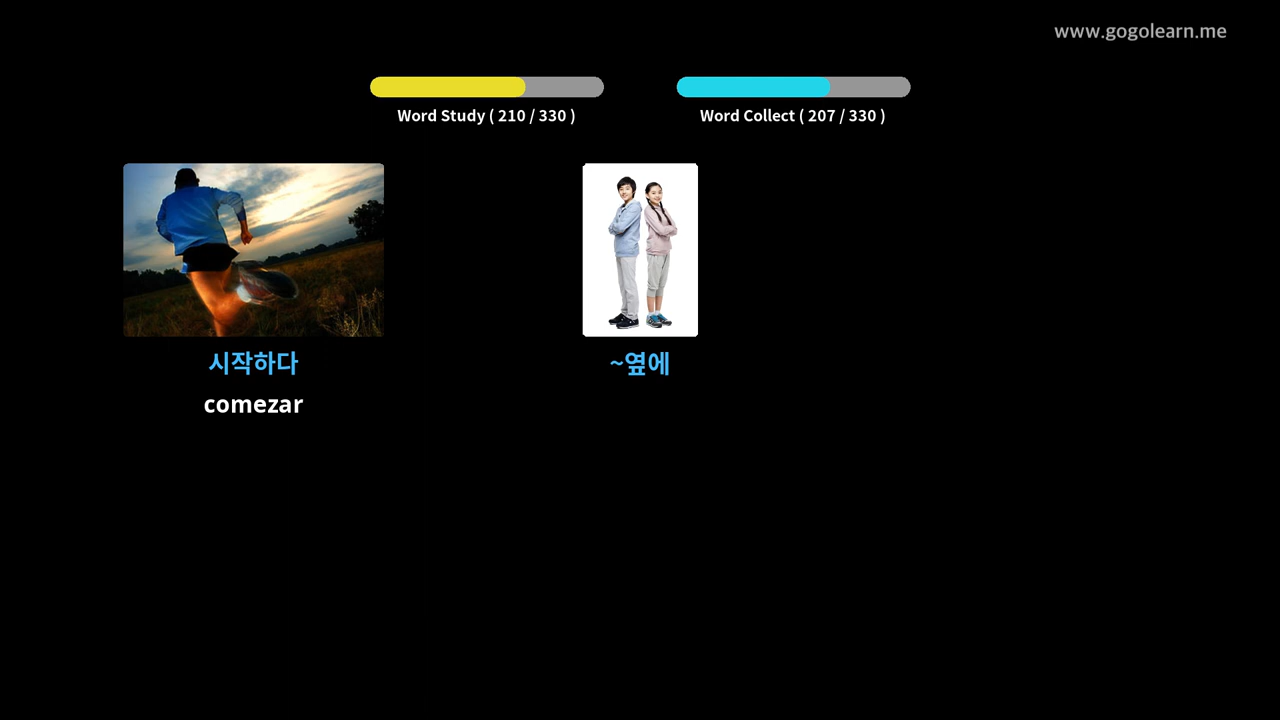 www.gogolearn.me
Word Study ( 210 / 330 )
Word Collect ( 207 / 330 )
시작하다
comezar
~옆에